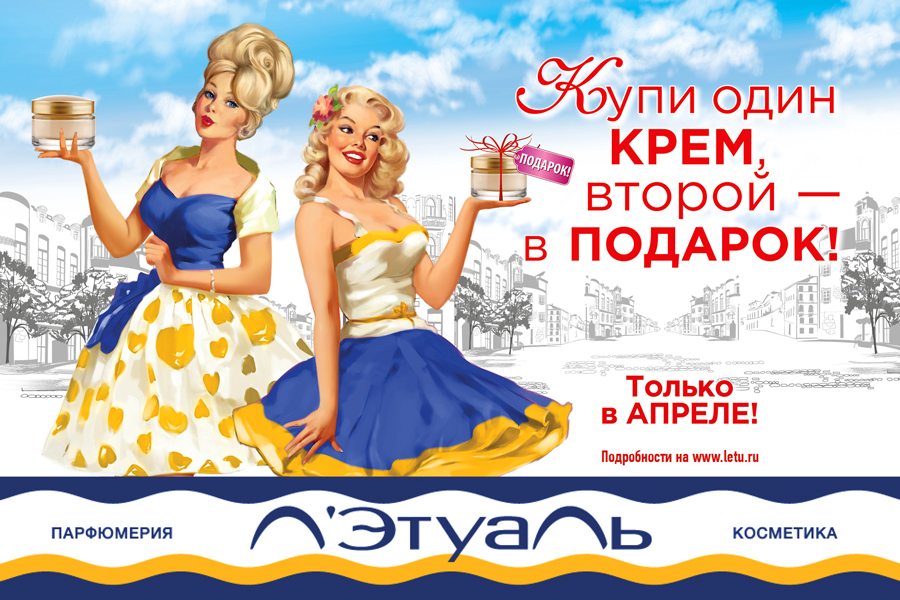 Купи один
КРЕМ,
второй —
в ПОДАРОК!
ПОДАРОК!
Только
в АПРЕЛЕ!
Подробности на www.letu.ru
ПАРФЮМЕРИЯ
Л'Этуаль
КОСМЕТИКА